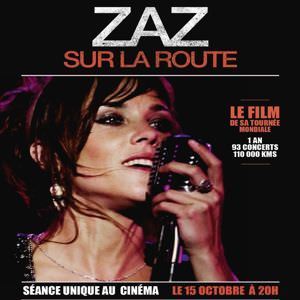 ZAZ
SUR LA ROUTE
LE FILM
DE SA TOURNÉE
MONDIALE
1 AN
93 CONCERTS
110 000 KMS
SÉANCE UNIQUE AU CINÉMA LE 15 OCTOBRE À 20H